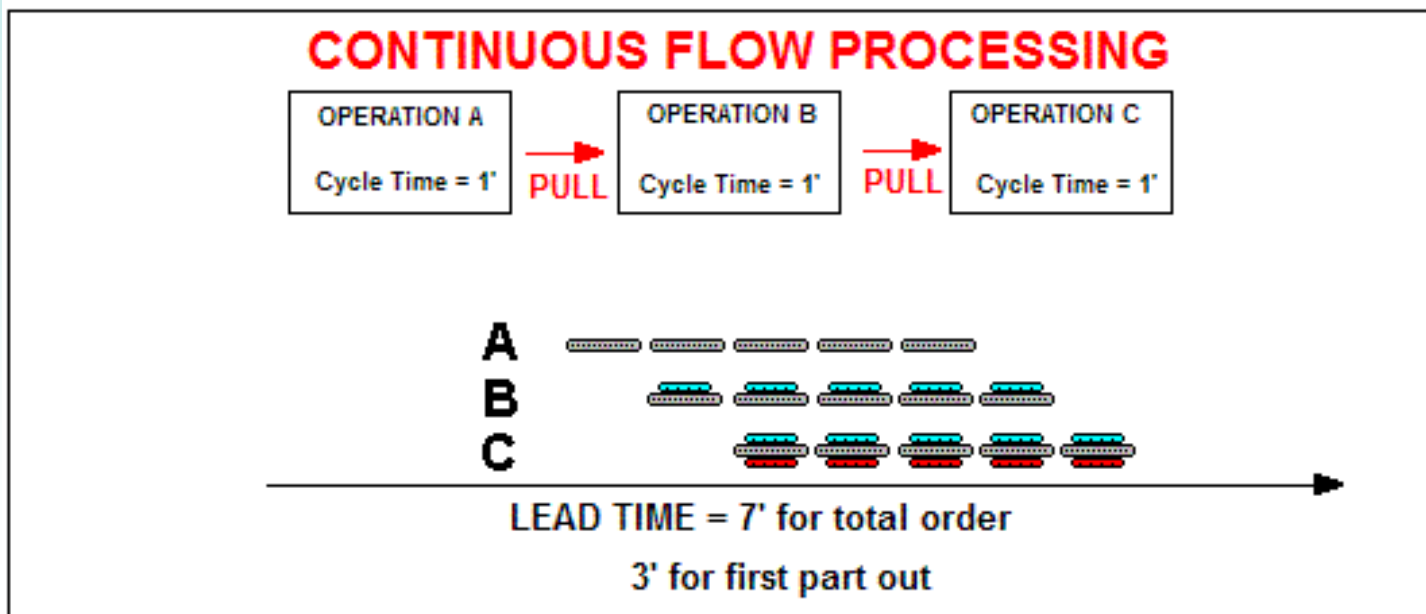 CONTINUOUS FLOW PROCESSING
OPERATION A
Cycle Time = 1'
PULL
OPERATION B
Cycle Time = 1'
PULL
OPERATION C
Cycle Time = 1'
A
B
C
LEAD TIME = 7' for total order
3' for first part out